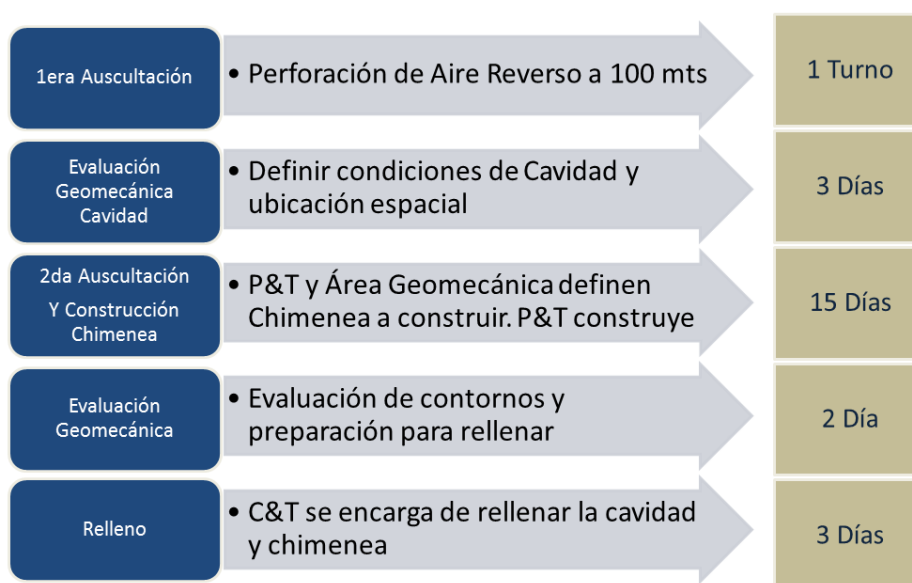 1era Auscultación
• Perforación de Aire Reverso a 100 mts
1 Turno
Evaluación
Geomecánica
Cavidad
• Definir condiciones de Cavidad y
ubicación espacial
3 Días
2da Auscultación
Y Construcción
Chimenea
• P&T y Área Geomecánica definen
Chimenea a construir. P&T construye
15 Días
Evaluación
Geomecánica
• Evaluación de contornos y
preparación para rellenar
2 Día
Relleno
• C&T se encarga de rellenar la cavidad
y chimenea
3 Días